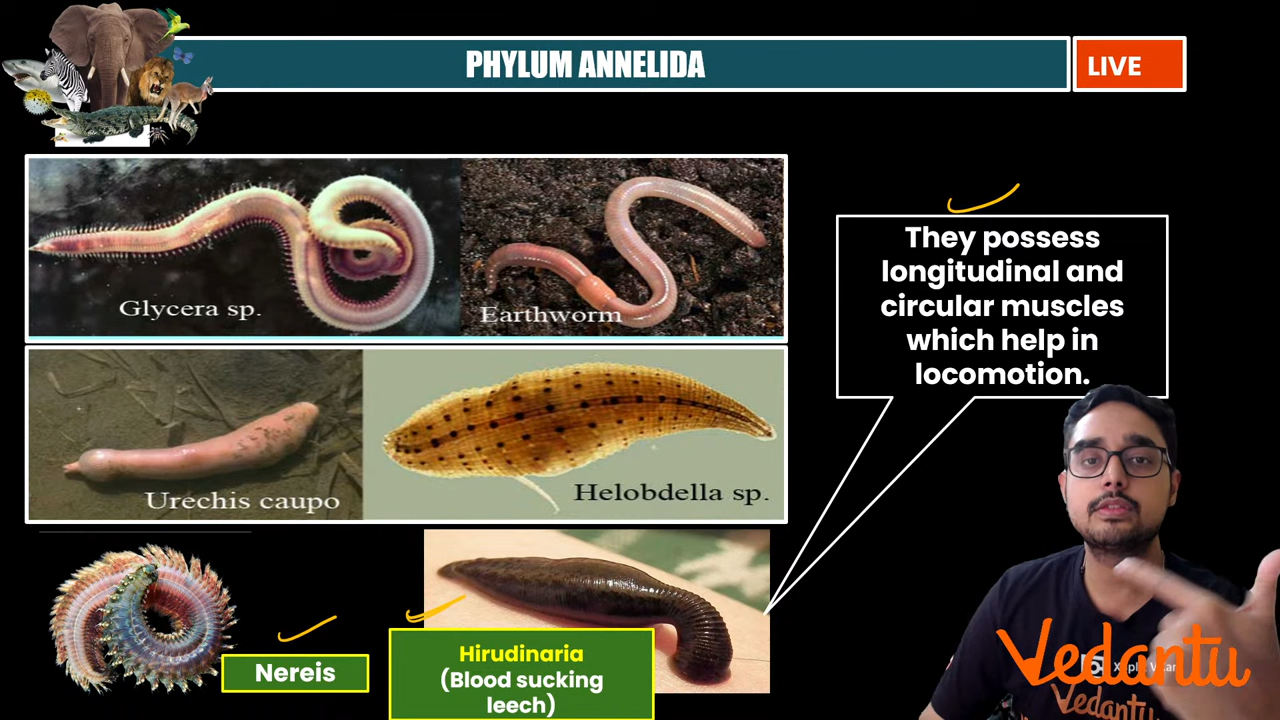 PHYLUM ANNELIDA
LIVE
Glycera sp.
Earthworm
They possess
longitudinal and
circular muscles
which help in
locomotion.
Urechis caupo
Helobdella sp.
Nereis
Hirudinaria
(Blood sucking
leech)
Vedantu
Vedantu